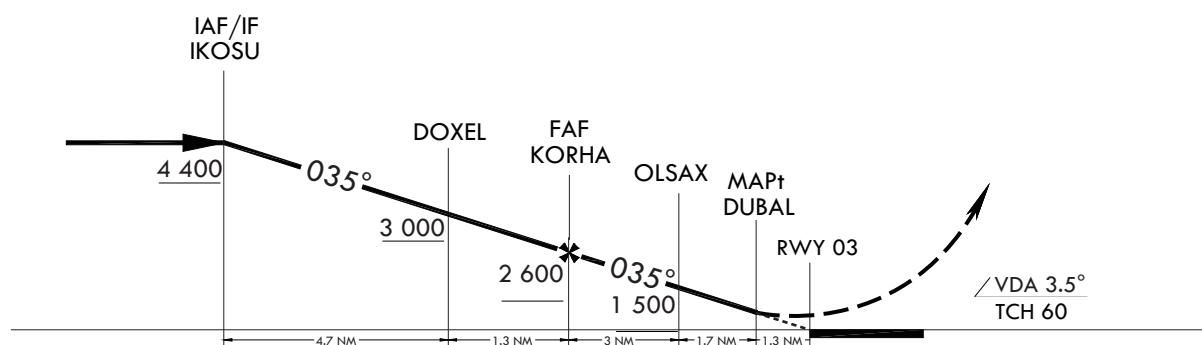 IAF/IF
IKOSU
DOXEL
FAF
KORHA
OLSAX
MAPt
DUBAL
RWY 03
4 400
035°
3 000
2 600
035°
1 500
VDA 3.5°
TCH 60
4.7 NM
1.3 NM
3 NM
1.7 NM
1.3 NM